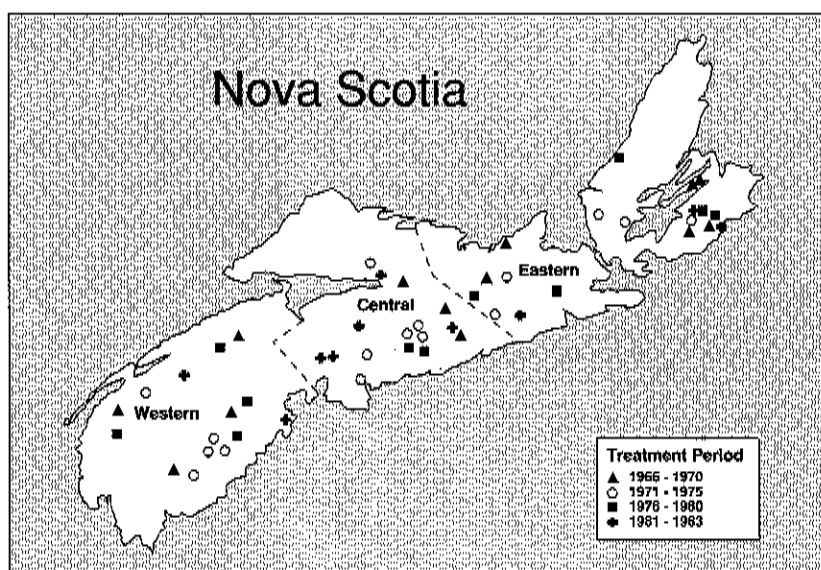 Nova Scotia
Eastern
Central
Western
Treatment Period
1966 - 1970
1971 - 1975
1976 - 1980
1981 - 1983